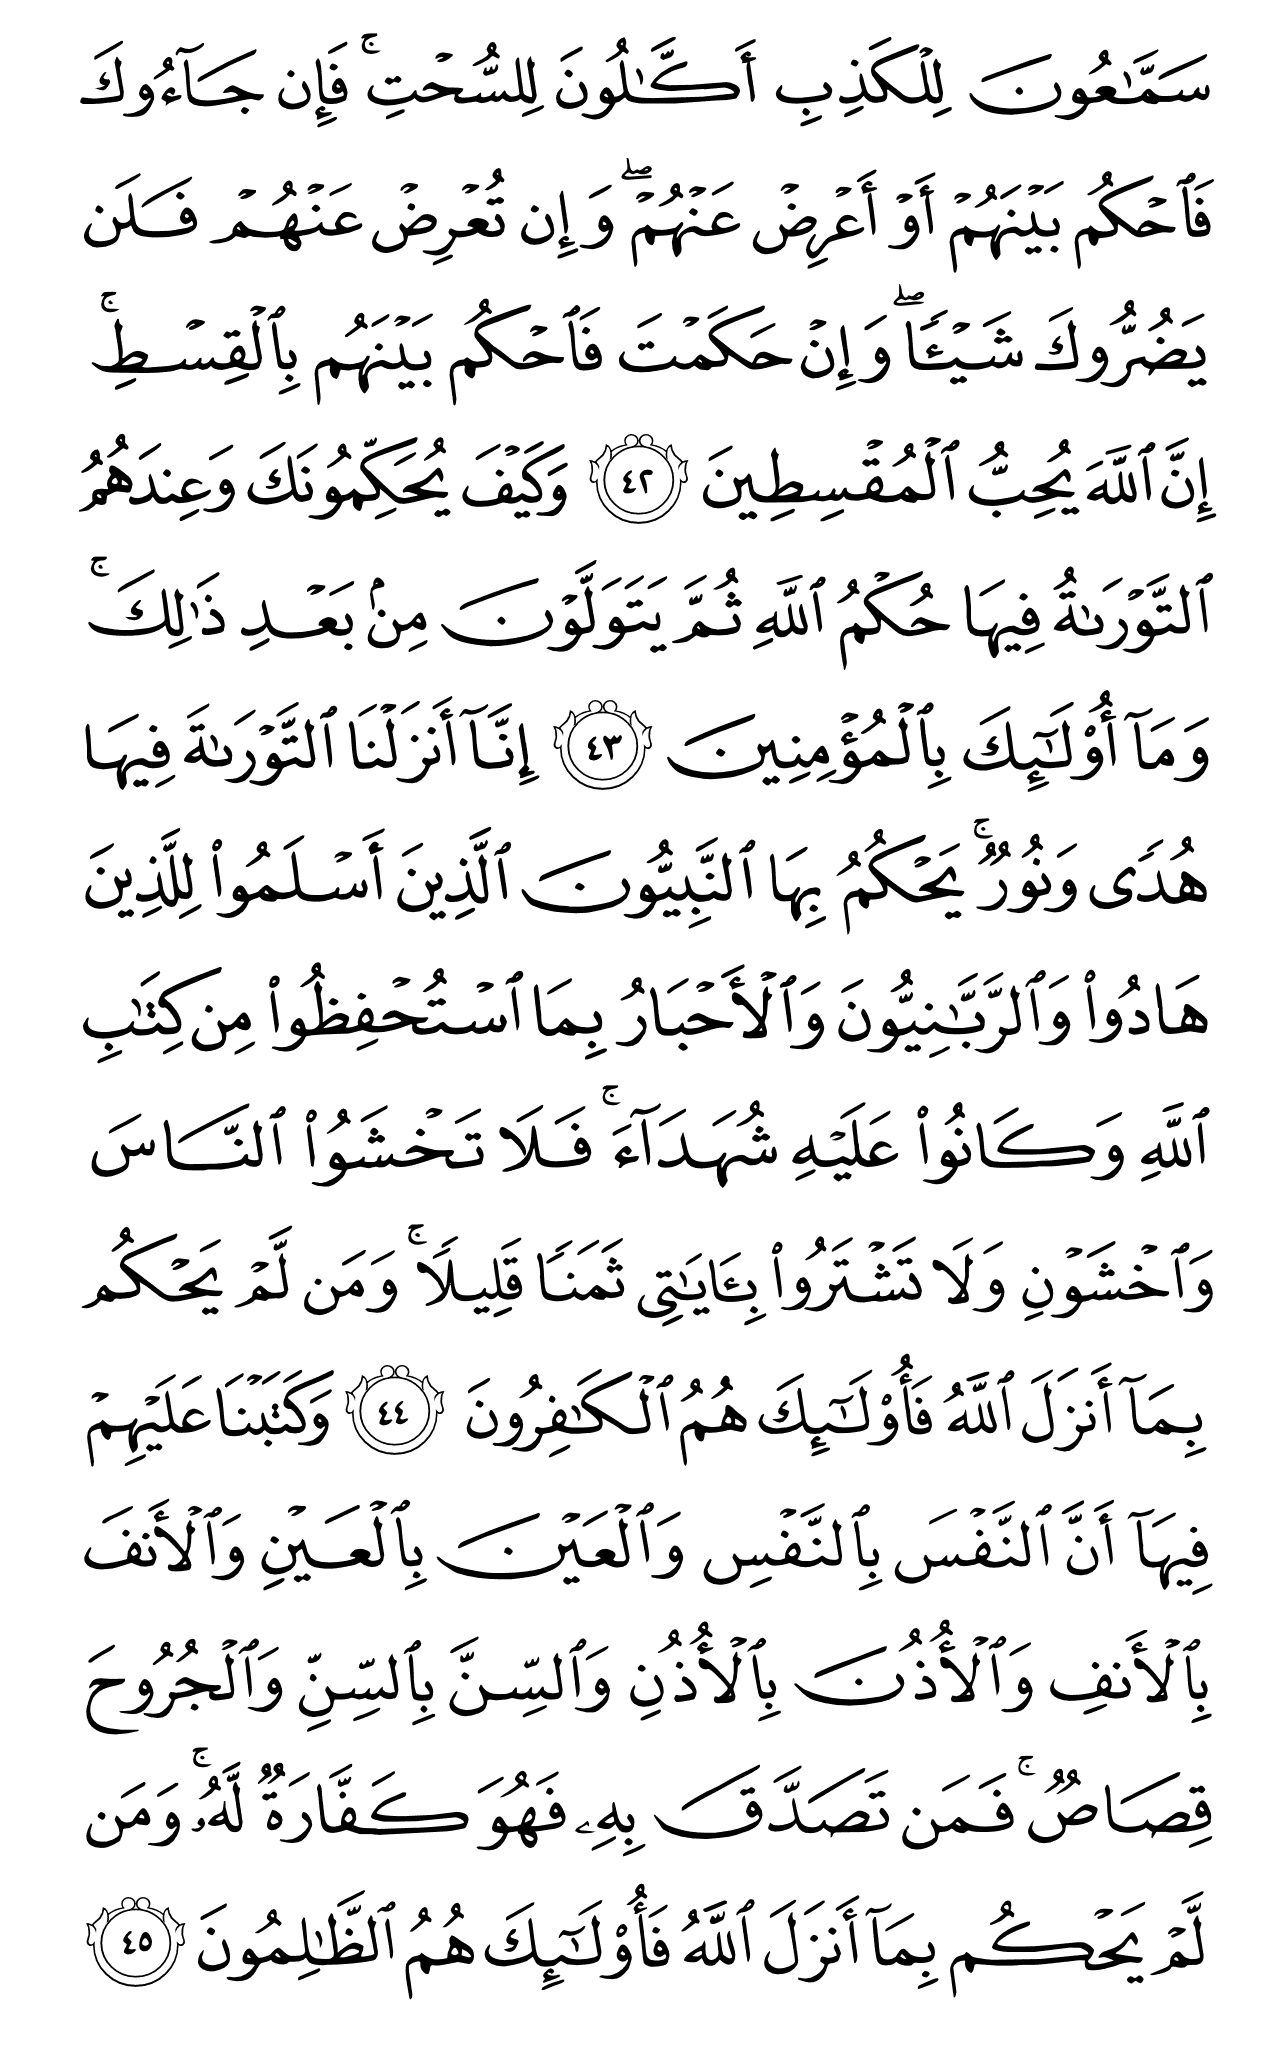 سَمَّٰعُونَ لِلۡكَذِبِ أَكَّٰلُونَ لِلسُّحۡتِۚ فَإِن جَآءُوكَ
فَٱحۡكُم بَيۡنَهُمۡ أَوۡ أَعۡرِضۡ عَنۡهُمۡۖ وَإِن تُعۡرِضۡ عَنۡهُمۡ فَلَن
يَضُرُّوكَ شَيۡـٔٗاۖ وَإِنۡ حَكَمۡتَ فَٱحۡكُم بَيۡنَهُم بِٱلۡقِسۡطِۚ
إِنَّ ٱللَّهَ يُحِبُّ ٱلۡمُقۡسِطِينَ ٤٢ وَكَيۡفَ يُحَكِّمُونَكَ وَعِندَهُمُ
ٱلتَّوۡرَىٰةُ فِيهَا حُكۡمُ ٱللَّهِ ثُمَّ يَتَوَلَّوۡنَ مِنۢ بَعۡدِ ذَٰلِكَۚ
وَمَآ أُوْلَٰٓئِكَ بِٱلۡمُؤۡمِنِينَ ٤٣ إِنَّآ أَنزَلۡنَا ٱلتَّوۡرَىٰةَ فِيهَا
هُدٗى وَنُورٞۚ يَحۡكُمُ بِهَا ٱلنَّبِيُّونَ ٱلَّذِينَ أَسۡلَمُواْ لِلَّذِينَ
هَادُواْ وَٱلرَّبَّٰنِيُّونَ وَٱلۡأَحۡبَارُ بِمَا ٱسۡتُحۡفِظُواْ مِن كِتَٰبِ
ٱللَّهِ وَكَانُواْ عَلَيۡهِ شُهَدَآءَۚ فَلَا تَخۡشَوُاْ ٱلنَّاسَ
وَٱخۡشَوۡنِ وَلَا تَشۡتَرُواْ بِـَٔايَٰتِي ثَمَنٗا قَلِيلٗاۚ وَمَن لَّمۡ يَحۡكُم
بِمَآ أَنزَلَ ٱللَّهُ فَأُوْلَٰٓئِكَ هُمُ ٱلۡكَٰفِرُونَ ٤٤ وَكَتَبۡنَا عَلَيۡهِمۡ
فِيهَآ أَنَّ ٱلنَّفۡسَ بِٱلنَّفۡسِ وَٱلۡعَيۡنَ بِٱلۡعَيۡنِ وَٱلۡأَنفَ
بِٱلۡأَنفِ وَٱلۡأُذُنَ بِٱلۡأُذُنِ وَٱلسِّنَّ بِٱلسِّنِّ وَٱلۡجُرُوحَ
قِصَاصٞۚ فَمَن تَصَدَّقَ بِهِۦ فَهُوَ كَفَّارَةٞ لَّهُۥۚ وَمَن
لَّمۡ يَحۡكُم بِمَآ أَنزَلَ ٱللَّهُ فَأُوْلَٰٓئِكَ هُمُ ٱلظَّٰلِمُونَ ٤٥